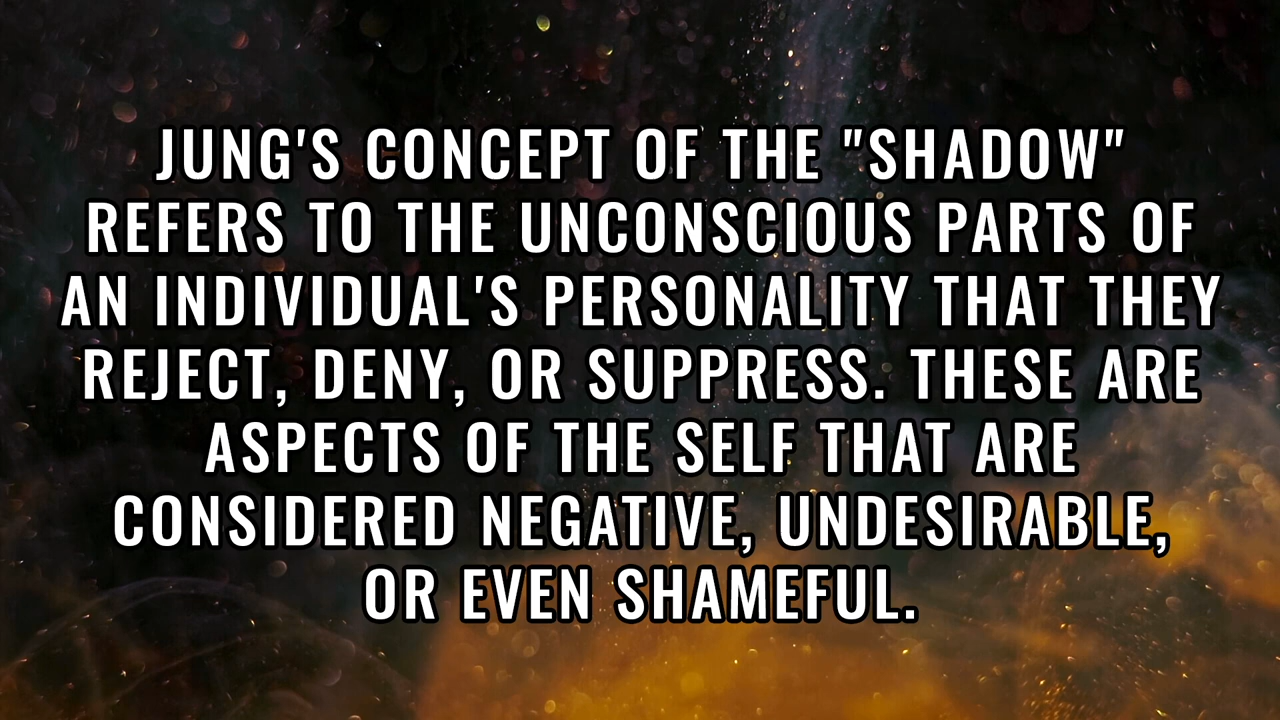 JUNG'S CONCEPT OF THE "SHADOW"
REFERS TO THE UNCONSCIOUS PARTS OF
AN INDIVIDUAL'S PERSONALITY THAT THEY
REJECT, DENY, OR SUPPRESS. THESE ARE
ASPECTS OF THE SELF THAT ARE
CONSIDERED NEGATIVE, UNDESIRABLE,
OR EVEN SHAMEFUL.